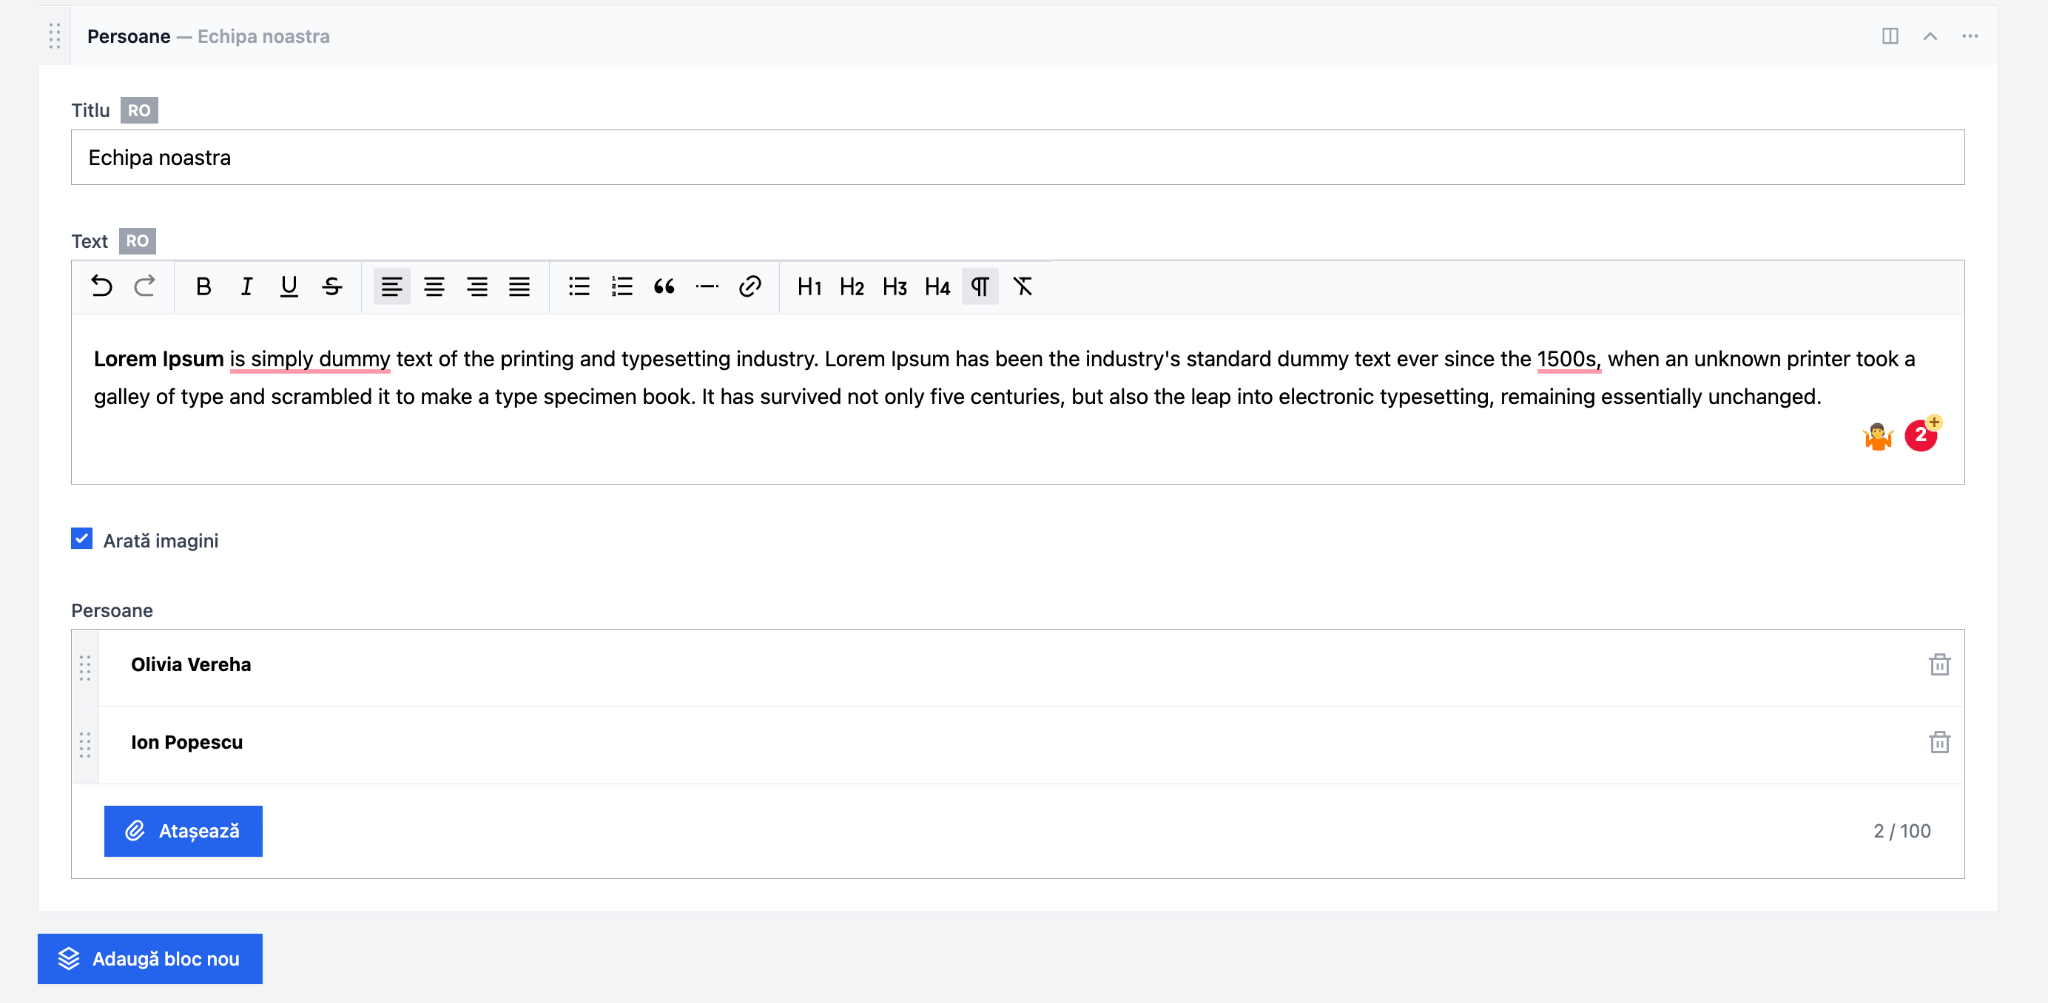 Persoane — Echipa noastra
Titlu RO
Echipa noastra
Text RO
B I U S H1 H2 H3 H4
Lorem Ipsum is simply dummy text of the printing and typesetting industry. Lorem Ipsum has been the industry's standard dummy text ever since the 1500s, when an unknown printer took a
galley of type and scrambled it to make a type specimen book. It has survived not only five centuries, but also the leap into electronic typesetting, remaining essentially unchanged.
2+
Arată imagini
Persoane
Olivia Vereha
Ion Popescu
Atașează
2 / 100
Adaugă bloc nou